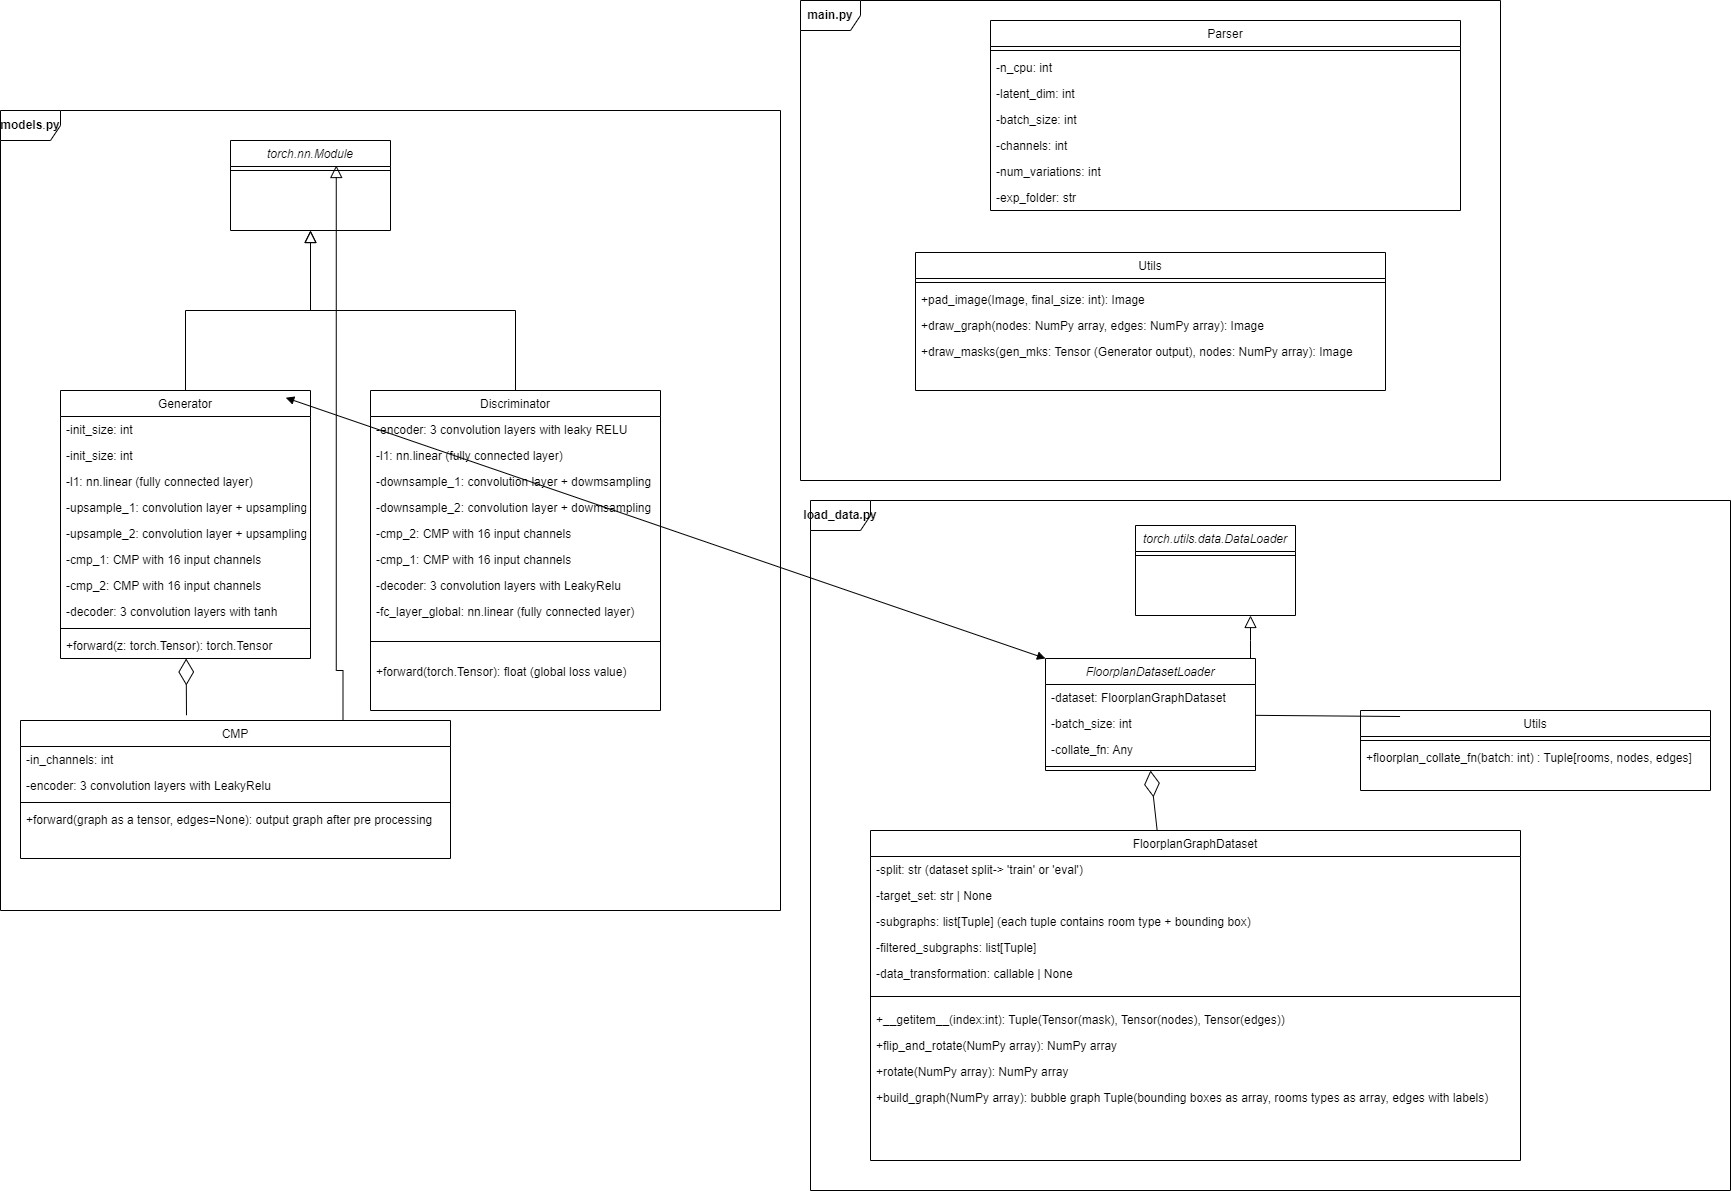 main.py
Parser
-n_cpu: int
-latent_dim: int
-batch_size: int
-channels: int
-num_variations: int
-exp_folder: str
Utils
+pad_image(Image, final_size: int): Image
+draw_graph(nodes: NumPy array, edges: NumPy array): Image
+draw_masks(gen_mks: Tensor (Generator output), nodes: NumPy array): Image
models.py
torch.nn.Module
Generator
-init_size: int
-init_size: int
-l1: nn.linear (fully connected layer)
-upsample_1: convolution layer + upsampling
-upsample_2: convolution layer + upsampling
-cmp_1: CMP with 16 input channels
-cmp_2: CMP with 16 input channels
-decoder: 3 convolution layers with tanh
+forward(z: torch.Tensor): torch.Tensor
Discriminator
-encoder: 3 convolution layers with leaky RELU
-l1: nn.linear (fully connected layer)
-downsample_1: convolution layer + dowmsampling
-downsample_2: convolution layer + dowmsampling
-cmp_2: CMP with 16 input channels
-cmp_1: CMP with 16 input channels
-decoder: 3 convolution layers with LeakyRelu
-fc_layer_global: nn.linear (fully connected layer)
+forward(torch.Tensor): float (global loss value)
CMP
-in_channels: int
-encoder: 3 convolution layers with LeakyRelu
+forward(graph as a tensor, edges=None): output graph after pre processing
load_data.py
torch.utils.data.DataLoader
FloorplanDatasetLoader
-dataset: FloorplanGraphDataset
-batch_size: int
-collate_fn: Any
Utils
+floorplan_collate_fn(batch: int) : Tuple[rooms, nodes, edges]
FloorplanGraphDataset
-split: str (dataset split-> 'train' or 'eval')
-target_set: str | None
-subgraphs: list[Tuple] (each tuple contains room type + bounding box)
-filtered_subgraphs: list[Tuple]
-data_transformation: callable | None
+__getitem__(index:int): Tuple(Tensor(mask), Tensor(nodes), Tensor(edges))
+flip_and_rotate(NumPy array): NumPy array
+rotate(NumPy array): NumPy array
+build_graph(NumPy array): bubble graph Tuple(bounding boxes as array, rooms types as array, edges with labels)